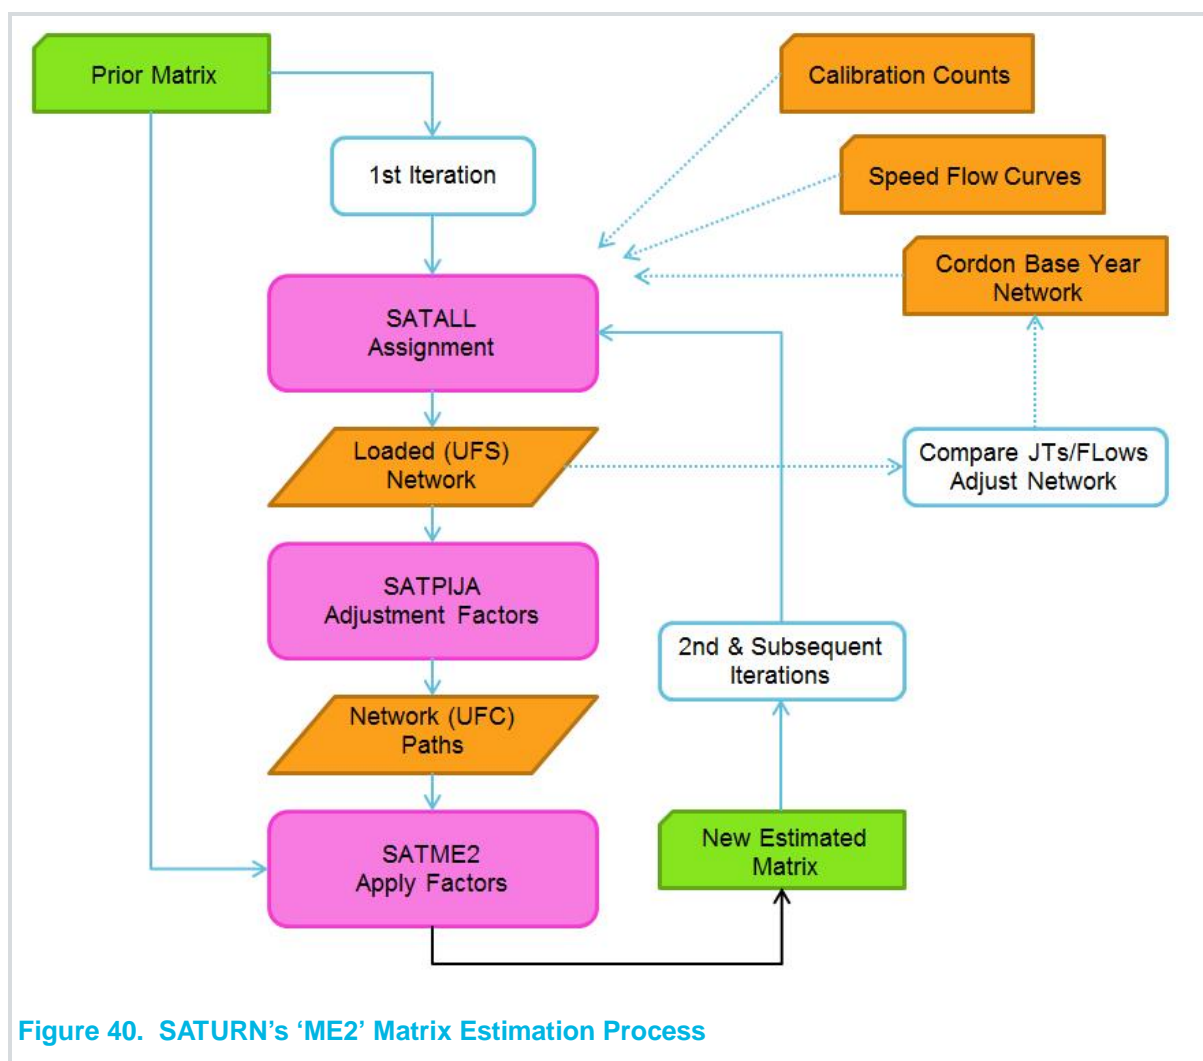 Prior Matrix
Calibration Counts
1st Iteration
Speed Flow Curves
Cordon Base Year
Network
SATALL
Assignment
Loaded (UFS)
Network
Compare JTs/FLows
Adjust Network
SATPIJA
Adjustment Factors
2nd & Subsequent
Iterations
Network (UFC)
Paths
New Estimated
Matrix
SATME2
Apply Factors
Figure 40. SATURN’s ‘ME2’ Matrix Estimation Process